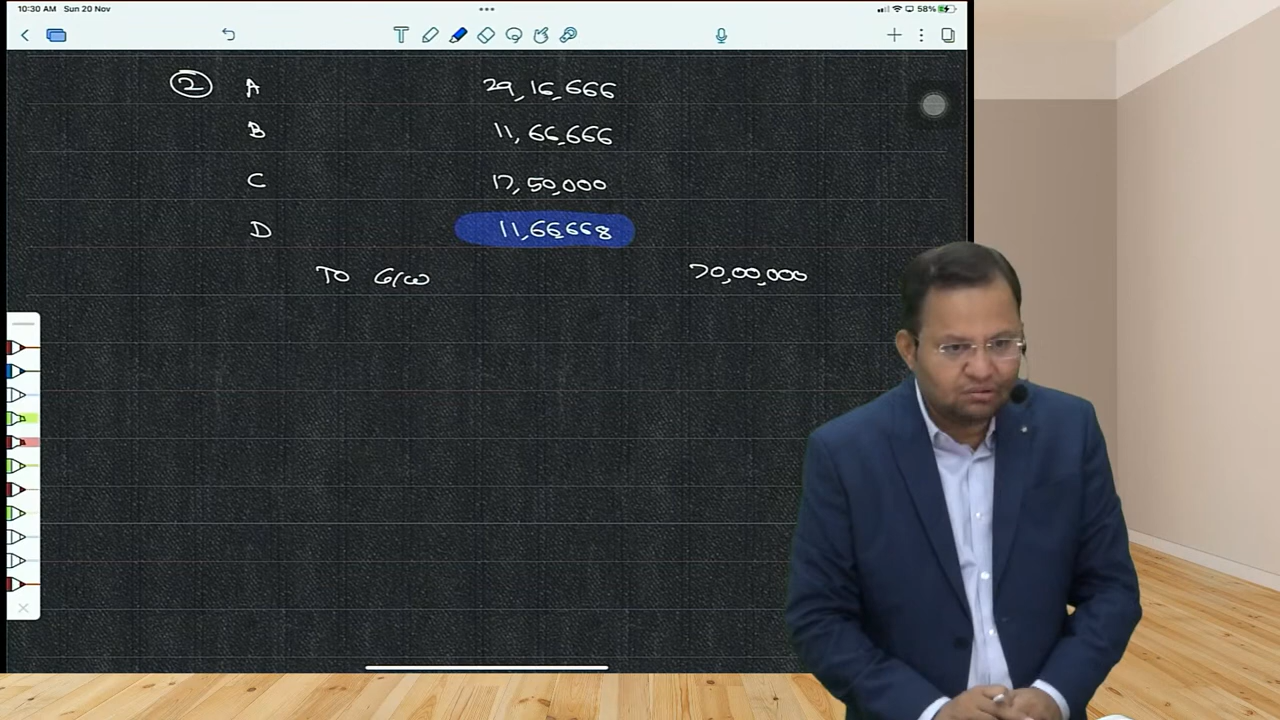 10:30 AM Sun 20 Nov
58%
② A 29,16,666
B 11,66,666
C 17,50,000
D 11,66,668
TO G/W 70,00,000